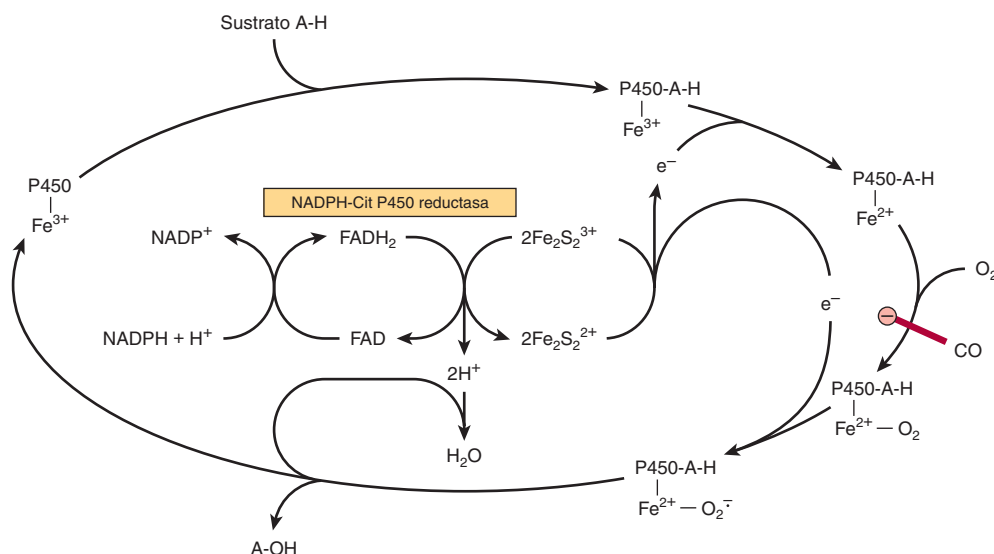 Sustrato A-H
P450-A-H
Fe³⁺
e⁻
P450
Fe³⁺
P450-A-H
Fe²⁺
NADPH-Cit P450 reductasa
NADP⁺
FADH₂
2Fe₂S₂³⁺
O₂
e⁻
NADPH + H⁺
FAD
2Fe₂S₂²⁺
CO
2H⁺
P450-A-H
Fe²⁺ — O₂
H₂O
P450-A-H
Fe²⁺ — O₂⨪
A-OH